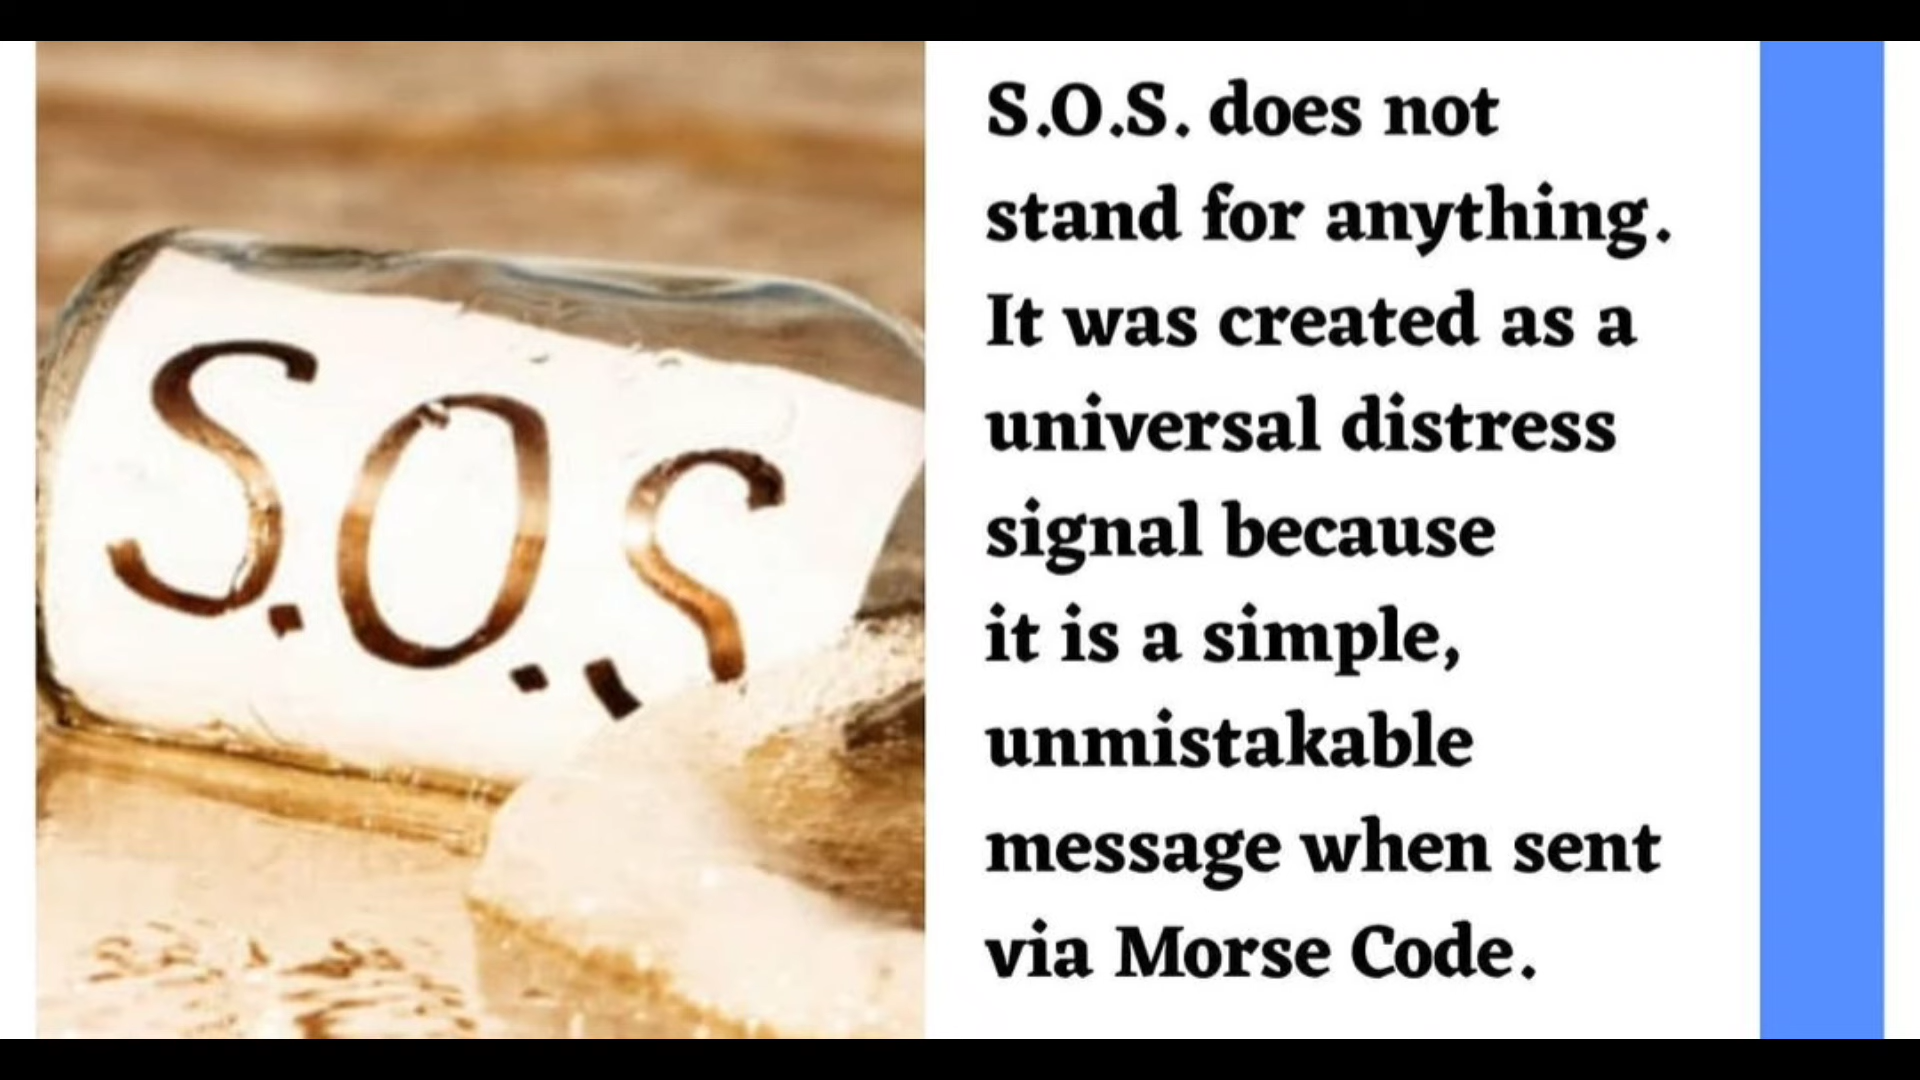 S.O.S
S.O.S. does not
stand for anything.
It was created as a
universal distress
signal because
it is a simple,
unmistakable
message when sent
via Morse Code.